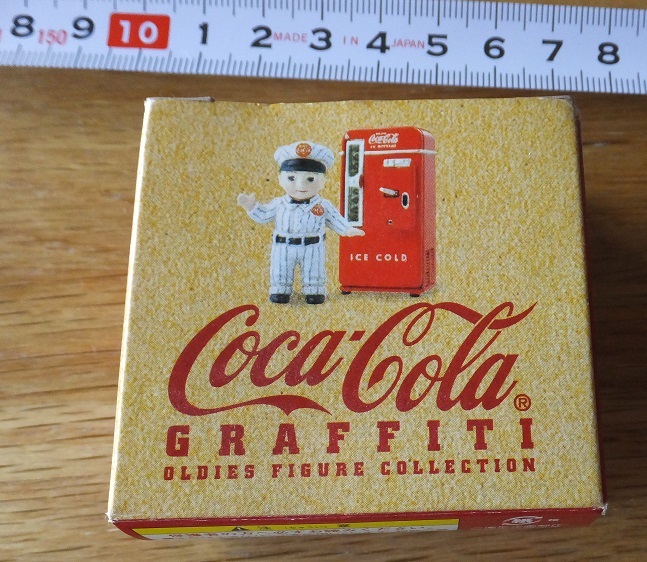 8 150 9 10 1 2 MADE 3 IN 4 JAPAN 5 6 7 8
Coca-Cola
ICE COLD
Coca-Cola®
GRAFFITI
OLDIES FIGURE COLLECTION